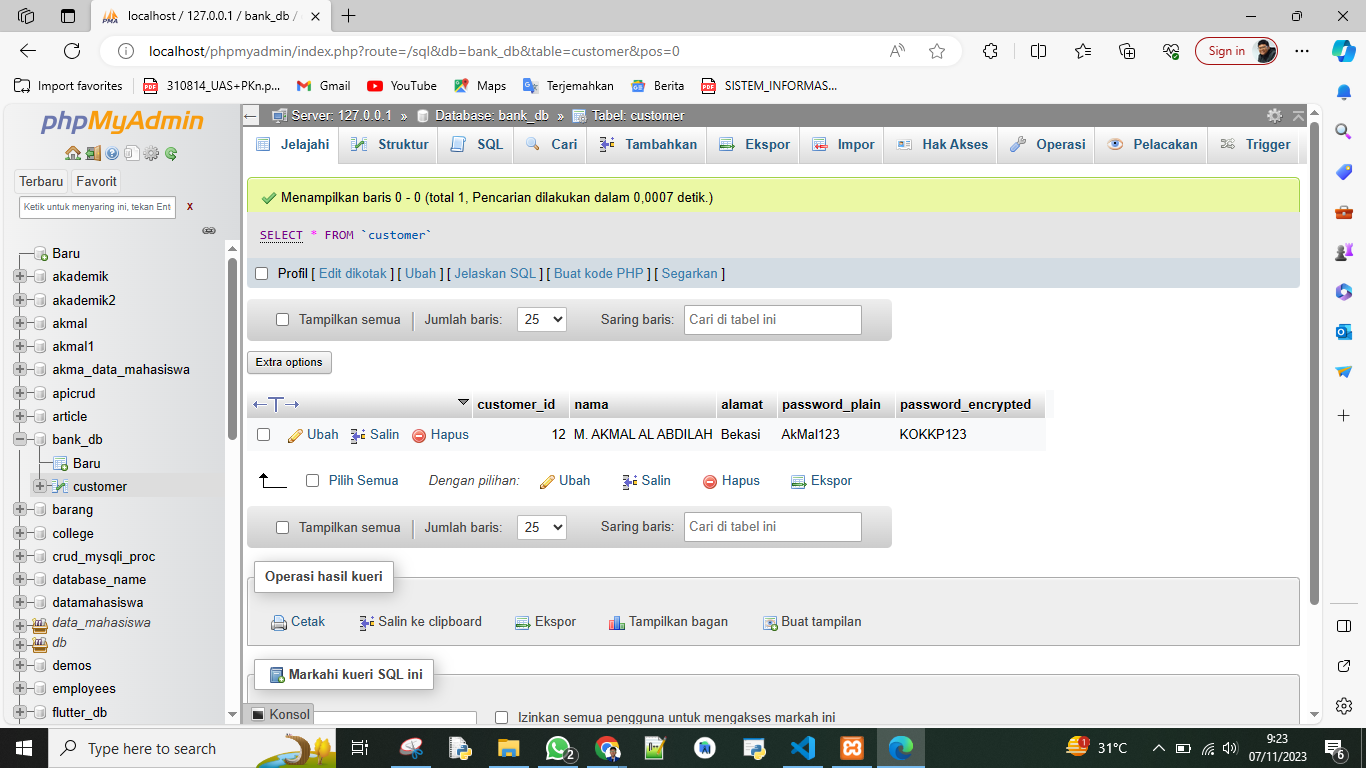 localhost / 127.0.0.1 / bank_db /
localhost/phpmyadmin/index.php?route=/sql&db=bank_db&table=customer&pos=0
Sign in
Import favorites
310814_UAS+PKn.p...
Gmail
YouTube
Maps
Terjemahkan
Berita
SISTEM_INFORMAS...
phpMyAdmin
Terbaru
Favorit
Ketik untuk menyaring ini, tekan Ent
X
Baru
akademik
akademik2
akmal
akmal1
akma_data_mahasiswa
apicrud
article
bank_db
Baru
customer
barang
college
crud_mysqli_proc
database_name
datamahasiswa
data_mahasiswa
db
demos
employees
flutter_db
Server: 127.0.0.1 » Database: bank_db » Tabel: customer
Jelajahi
Struktur
SQL
Cari
Tambahkan
Ekspor
Impor
Hak Akses
Operasi
Pelacakan
Trigger
Menampilkan baris 0 - 0 (total 1, Pencarian dilakukan dalam 0,0007 detik.)
SELECT * FROM `customer`
Profil [ Edit dikotak ] [ Ubah ] [ Jelaskan SQL ] [ Buat kode PHP ] [ Segarkan ]
Tampilkan semua | Jumlah baris: 25 Saring baris: Cari di tabel ini
Extra options
customer_id nama alamat password_plain password_encrypted
Ubah Salin Hapus 12 M. AKMAL AL ABDILAH Bekasi AkMal123 KOKKP123
Pilih Semua Dengan pilihan: Ubah Salin Hapus Ekspor
Tampilkan semua | Jumlah baris: 25 Saring baris: Cari di tabel ini
Operasi hasil kueri
Cetak Salin ke clipboard Ekspor Tampilkan bagan Buat tampilan
Markahi kueri SQL ini
Konsol
Izinkan semua pengguna untuk mengakses markah ini
Type here to search
2
1
31°C
9:23
07/11/2023
6